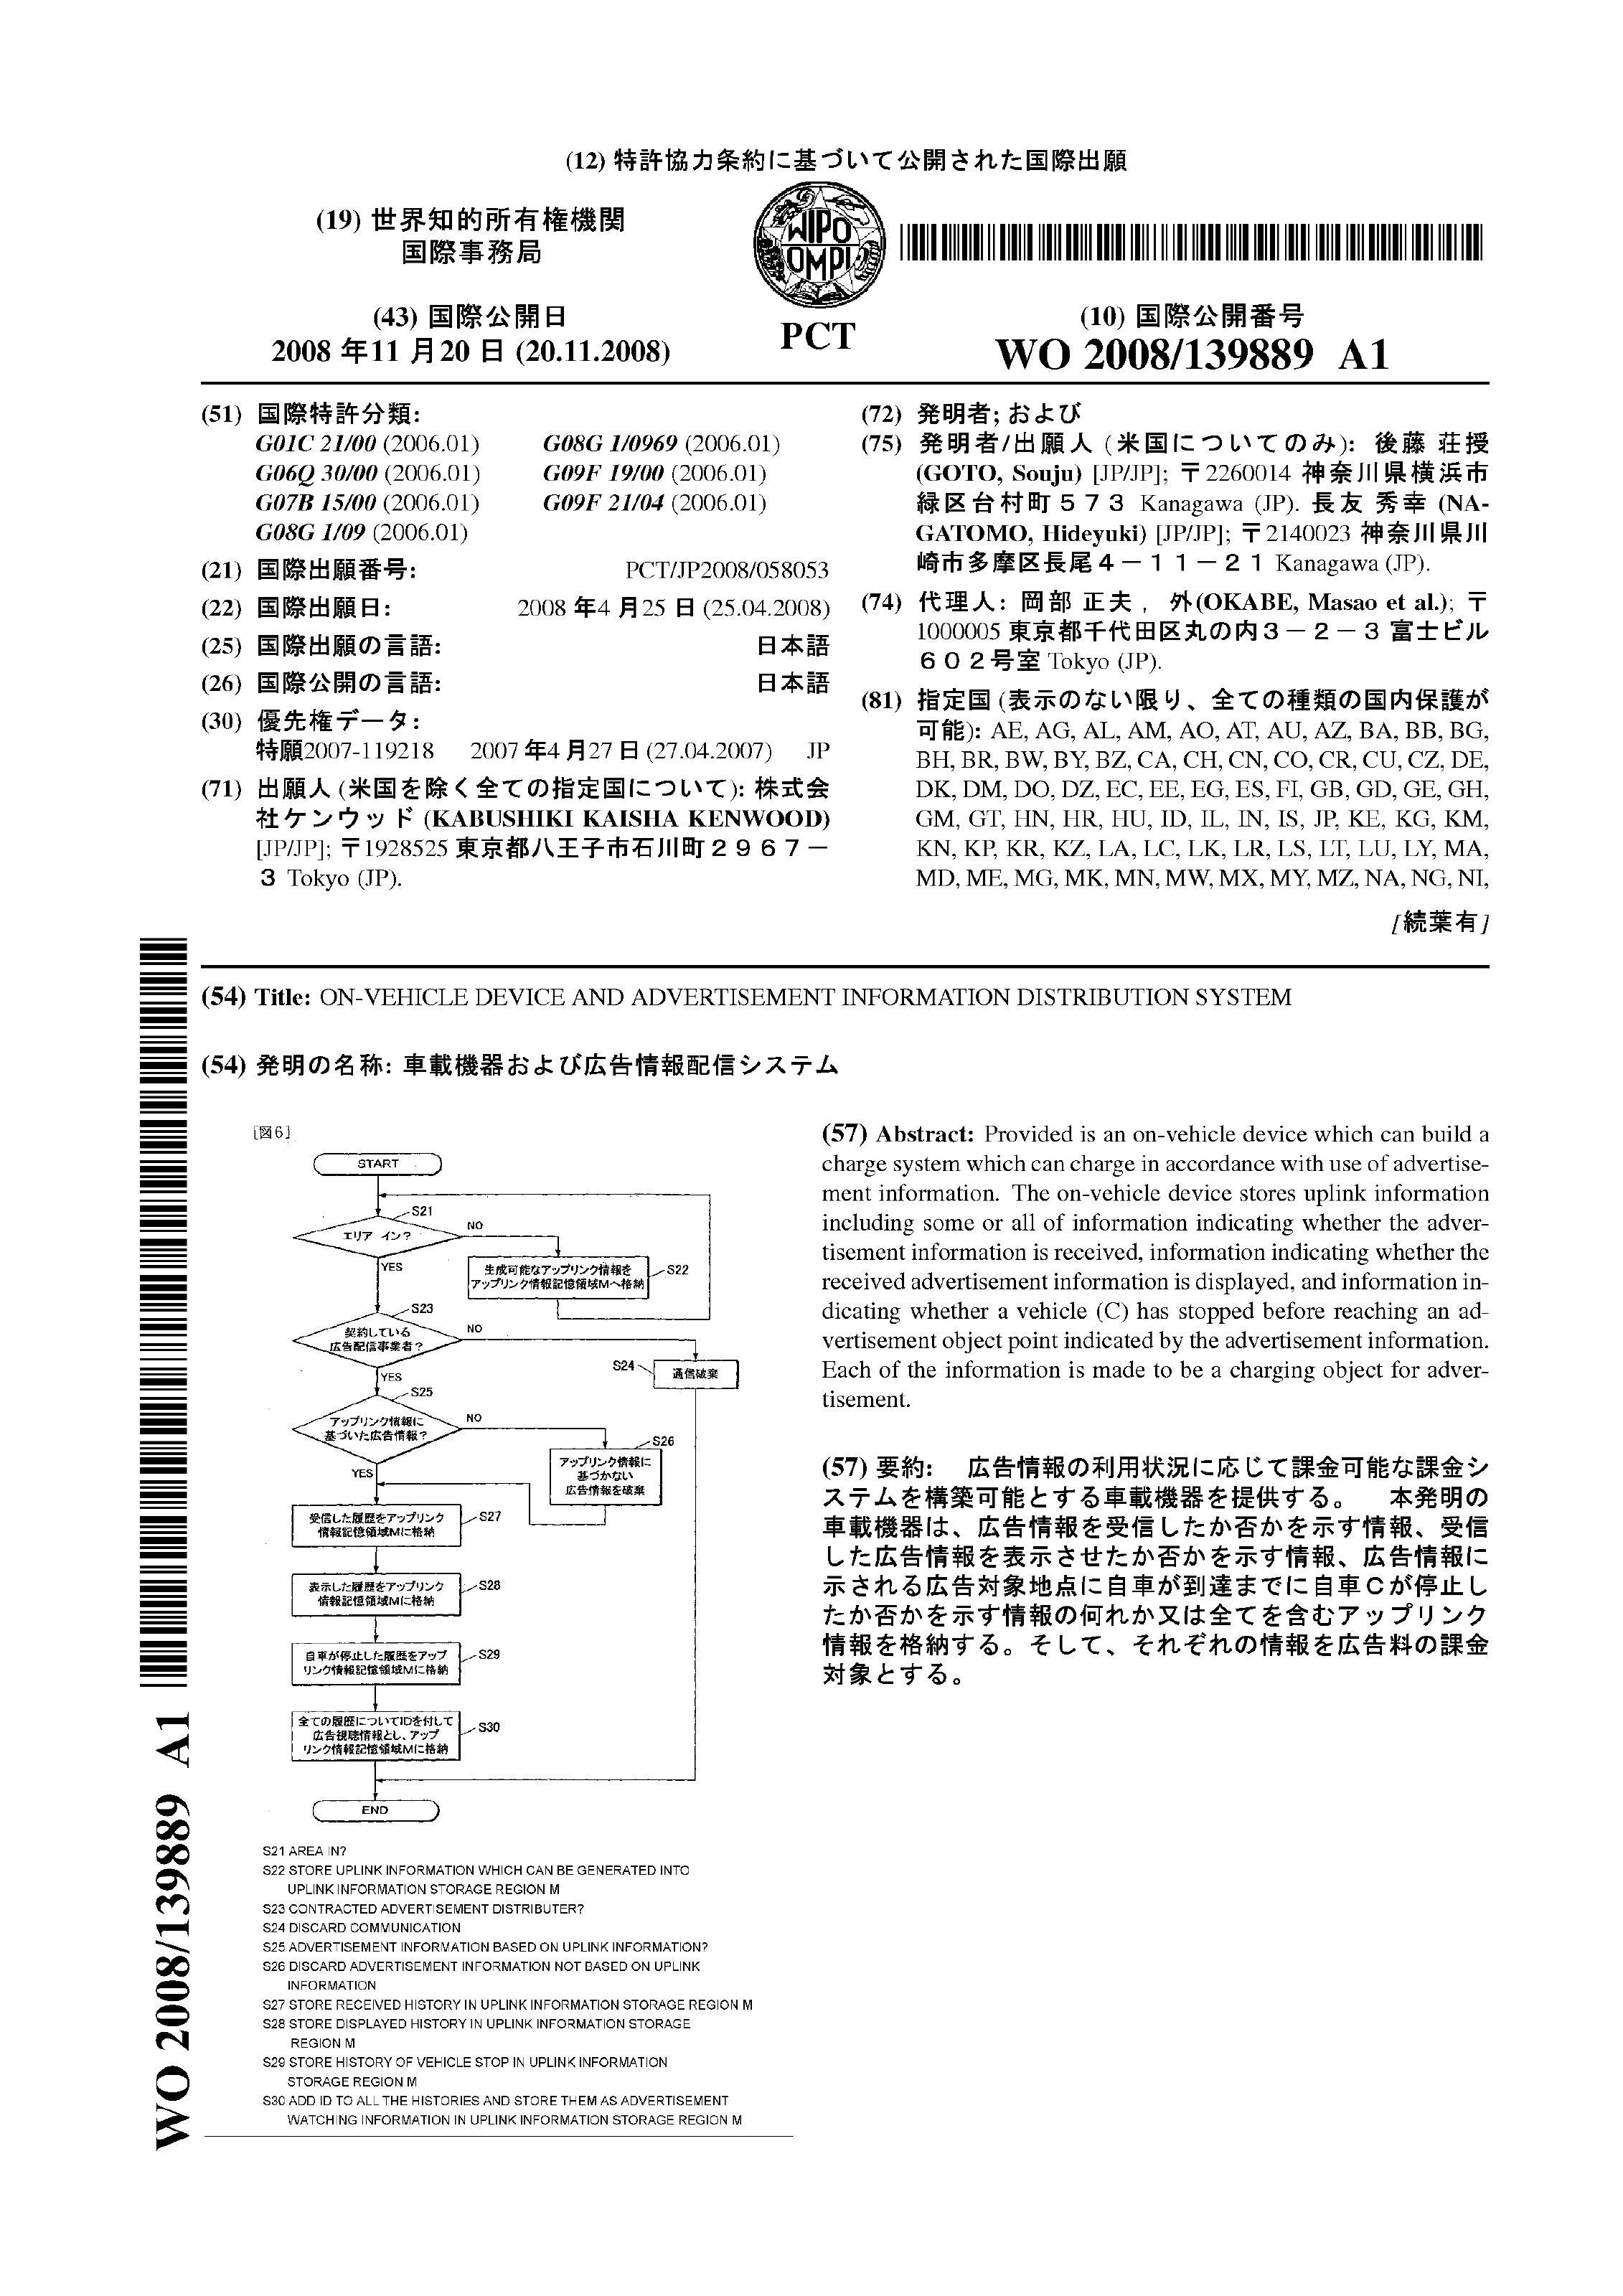 (12) 特許協力条約に基づいて公開された国際出願
(19) 世界知的所有権機関
国際事務局
(43) 国際公開日
2008 年11 月20 日 (20.11.2008)
WIPO
OMPI
PCT
(10) 国際公開番号
WO 2008/139889 A1
(51) 国際特許分類:
G01C 21/00 (2006.01) G08G 1/0969 (2006.01)
G06Q 30/00 (2006.01) G09F 19/00 (2006.01)
G07B 15/00 (2006.01) G09F 21/04 (2006.01)
G08G 1/09 (2006.01)
(21) 国際出願番号: PCT/JP2008/058053
(22) 国際出願日: 2008 年4 月25 日 (25.04.2008)
(25) 国際出願の言語: 日本語
(26) 国際公開の言語: 日本語
(30) 優先権データ:
特願2007-119218 2007 年4 月27 日 (27.04.2007) JP
(71) 出願人 (米国を除く全ての指定国について): 株式会
社ケンウッド (KABUSHIKI KAISHA KENWOOD)
[JP/JP]; 〒1928525 東京都八王子市石川町2967−
3 Tokyo (JP).
(72) 発明者; および
(75) 発明者/出願人 (米国についてのみ): 後藤 荘授
(GOTO, Souju) [JP/JP]; 〒2260014 神奈川県横浜市
緑区台村町573 Kanagawa (JP). 長友 秀幸 (NA-
GATOMO, Hideyuki) [JP/JP]; 〒2140023 神奈川県川
崎市多摩区長尾4−11−21 Kanagawa (JP).
(74) 代理人: 岡部 正夫, 外(OKABE, Masao et al.); 〒
1000005 東京都千代田区丸の内3−2−3 富士ビル
602号室 Tokyo (JP).
(81) 指定国 (表示のない限り、全ての種類の国内保護が
可能): AE, AG, AL, AM, AO, AT, AU, AZ, BA, BB, BG,
BH, BR, BW, BY, BZ, CA, CH, CN, CO, CR, CU, CZ, DE,
DK, DM, DO, DZ, EC, EE, EG, ES, FI, GB, GD, GE, GH,
GM, GT, HN, HR, HU, ID, IL, IN, IS, JP, KE, KG, KM,
KN, KP, KR, KZ, LA, LC, LK, LR, LS, LT, LU, LY, MA,
MD, ME, MG, MK, MN, MW, MX, MY, MZ, NA, NG, NI,
[続葉有]
(54) Title: ON-VEHICLE DEVICE AND ADVERTISEMENT INFORMATION DISTRIBUTION SYSTEM
(54) 発明の名称: 車載機器および広告情報配信システム
[図6]
START
S21
エリア イン?
NO
YES
生成可能なアップリンク情報を
アップリンク情報記憶領域Mへ格納
S22
S23
契約している
広告配信事業者?
NO
YES
S24
通信破棄
S25
アップリンク情報に
基づいた広告情報?
NO
YES
S26
アップリンク情報に
基づかない
広告情報を破棄
受信した履歴をアップリンク
情報記憶領域Mに格納
S27
表示した履歴をアップリンク
情報記憶領域Mに格納
S28
自車が停止した履歴をアップ
リンク情報記憶領域Mに格納
S29
全ての履歴についてIDを付して
広告視聴情報とし、アップ
リンク情報記憶領域Mに格納
S30
END
S21 AREA IN?
S22 STORE UPLINK INFORMATION WHICH CAN BE GENERATED INTO
UPLINK INFORMATION STORAGE REGION M
S23 CONTRACTED ADVERTISEMENT DISTRIBUTER?
S24 DISCARD COMMUNICATION
S25 ADVERTISEMENT INFORMATION BASED ON UPLINK INFORMATION?
S26 DISCARD ADVERTISEMENT INFORMATION NOT BASED ON UPLINK
INFORMATION
S27 STORE RECEIVED HISTORY IN UPLINK INFORMATION STORAGE REGION M
S28 STORE DISPLAYED HISTORY IN UPLINK INFORMATION STORAGE
REGION M
S29 STORE HISTORY OF VEHICLE STOP IN UPLINK INFORMATION
STORAGE REGION M
S30 ADD ID TO ALL THE HISTORIES AND STORE THEM AS ADVERTISEMENT
WATCHING INFORMATION IN UPLINK INFORMATION STORAGE REGION M
(57) Abstract: Provided is an on-vehicle device which can build a
charge system which can charge in accordance with use of advertise-
ment information. The on-vehicle device stores uplink information
including some or all of information indicating whether the adver-
tisement information is received, information indicating whether the
received advertisement information is displayed, and information in-
dicating whether a vehicle (C) has stopped before reaching an ad-
vertisement object point indicated by the advertisement information.
Each of the information is made to be a charging object for adver-
tisement.
(57) 要約: 広告情報の利用状況に応じて課金可能な課金シ
ステムを構築可能とする車載機器を提供する。 本発明の
車載機器は、広告情報を受信したか否かを示す情報、受信
した広告情報を表示させたか否かを示す情報、広告情報に
示される広告対象地点に自車が到達までに自車Cが停止し
たか否かを示す情報の何れか又は全てを含むアップリンク
情報を格納する。そして、それぞれの情報を広告料の課金
対象とする。
WO 2008/139889 A1